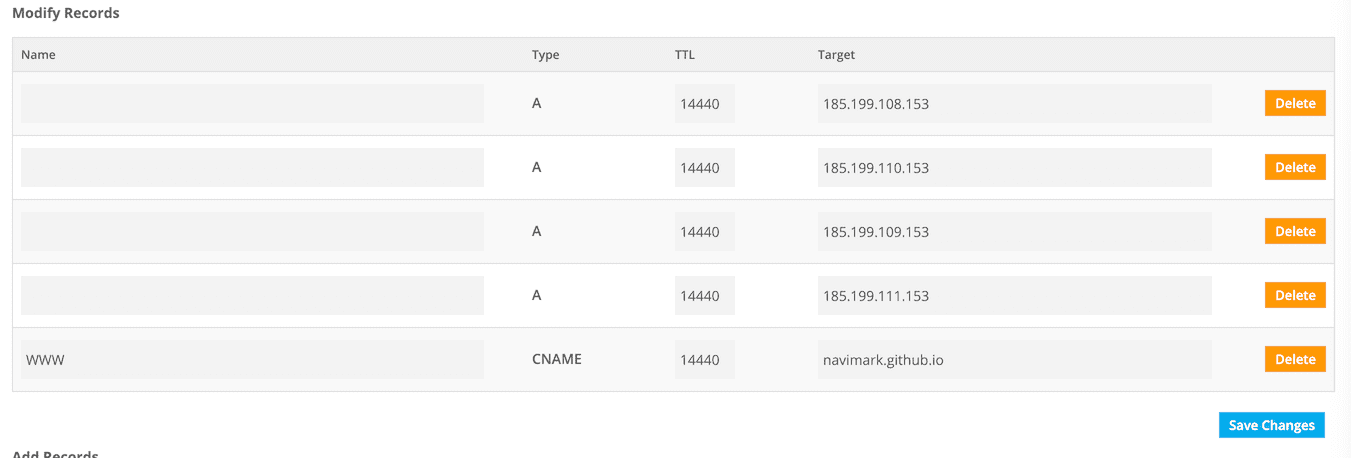 Modify Records
Name Type TTL Target
A 14440 185.199.108.153 Delete
A 14440 185.199.110.153 Delete
A 14440 185.199.109.153 Delete
A 14440 185.199.111.153 Delete
WWW CNAME 14440 navimark.github.io Delete
Save Changes
Add Records